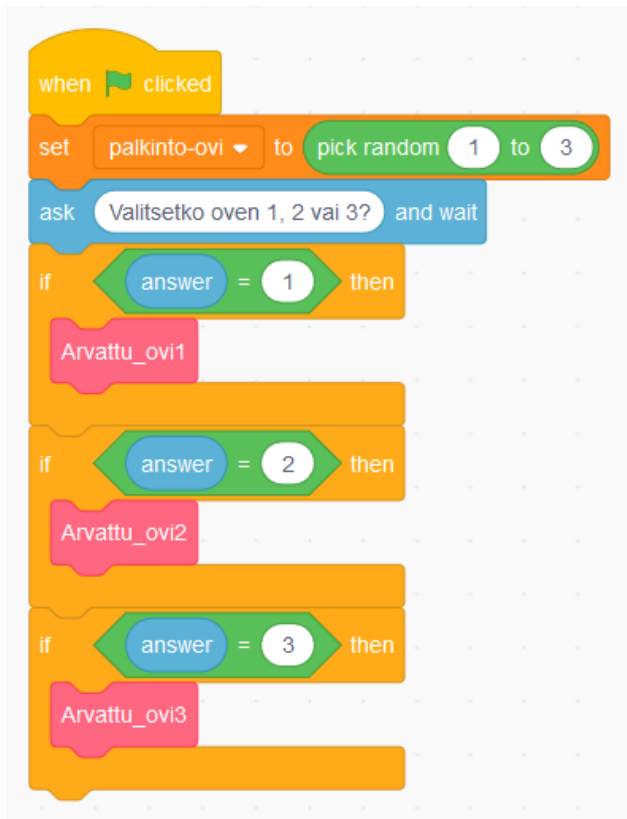 when clicked
set palkinto-ovi to pick random 1 to 3
ask Valitsetko oven 1, 2 vai 3? and wait
if answer = 1 then
Arvattu_ovi1
if answer = 2 then
Arvattu_ovi2
if answer = 3 then
Arvattu_ovi3